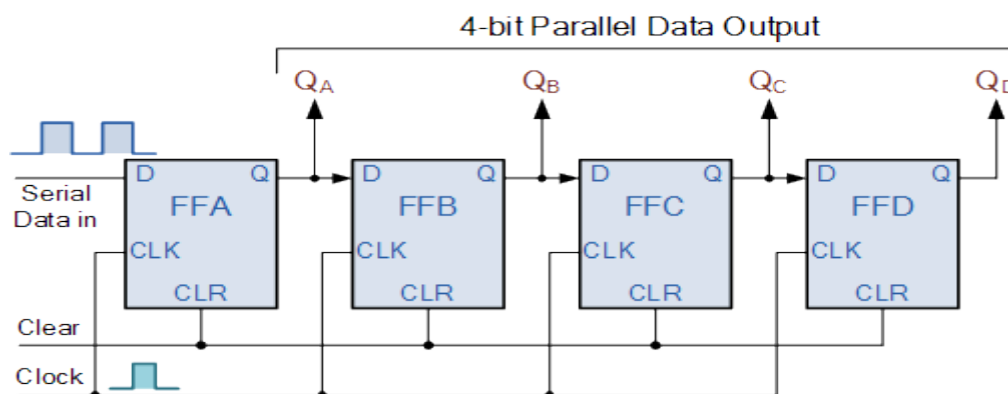 4-bit Parallel Data Output
QA QB QC QD
D Q D Q D Q D Q
Serial
Data in
FFA FFB FFC FFD
CLK CLK CLK CLK
CLR CLR CLR CLR
Clear
Clock